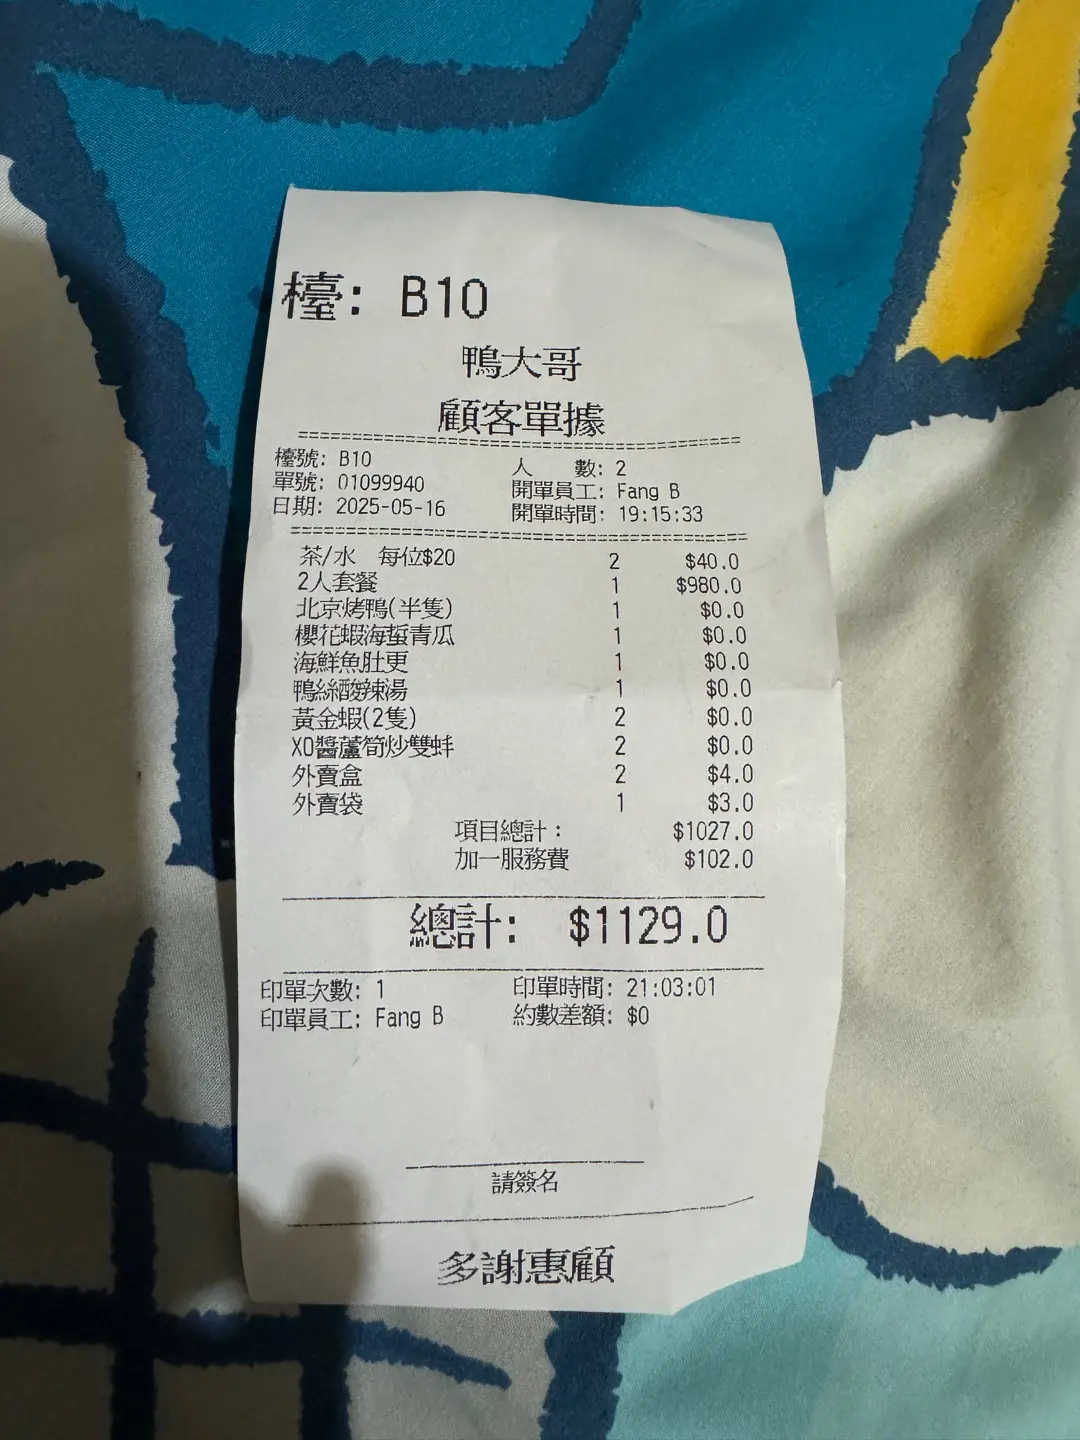 檯: B10
鴨大哥
顧客單據
檯號: B10 人 數: 2
單號: 01099940 開單員工: Fang B
日期: 2025-05-16 開單時間: 19:15:33
茶/水 每位$20 2 $40.0
2人套餐 1 $980.0
北京烤鴨(半隻) 1 $0.0
櫻花蝦海蜇青瓜 1 $0.0
海鮮魚肚更 1 $0.0
鴨絲酸辣湯 1 $0.0
黃金蝦(2隻) 2 $0.0
XO醬蘆筍炒雙蚌 2 $0.0
外賣盒 2 $4.0
外賣袋 1 $3.0
項目總計: $1027.0
加一服務費 $102.0
總計: $1129.0
印單次數: 1 印單時間: 21:03:01
印單員工: Fang B 約數差額: $0
請簽名
多謝惠顧